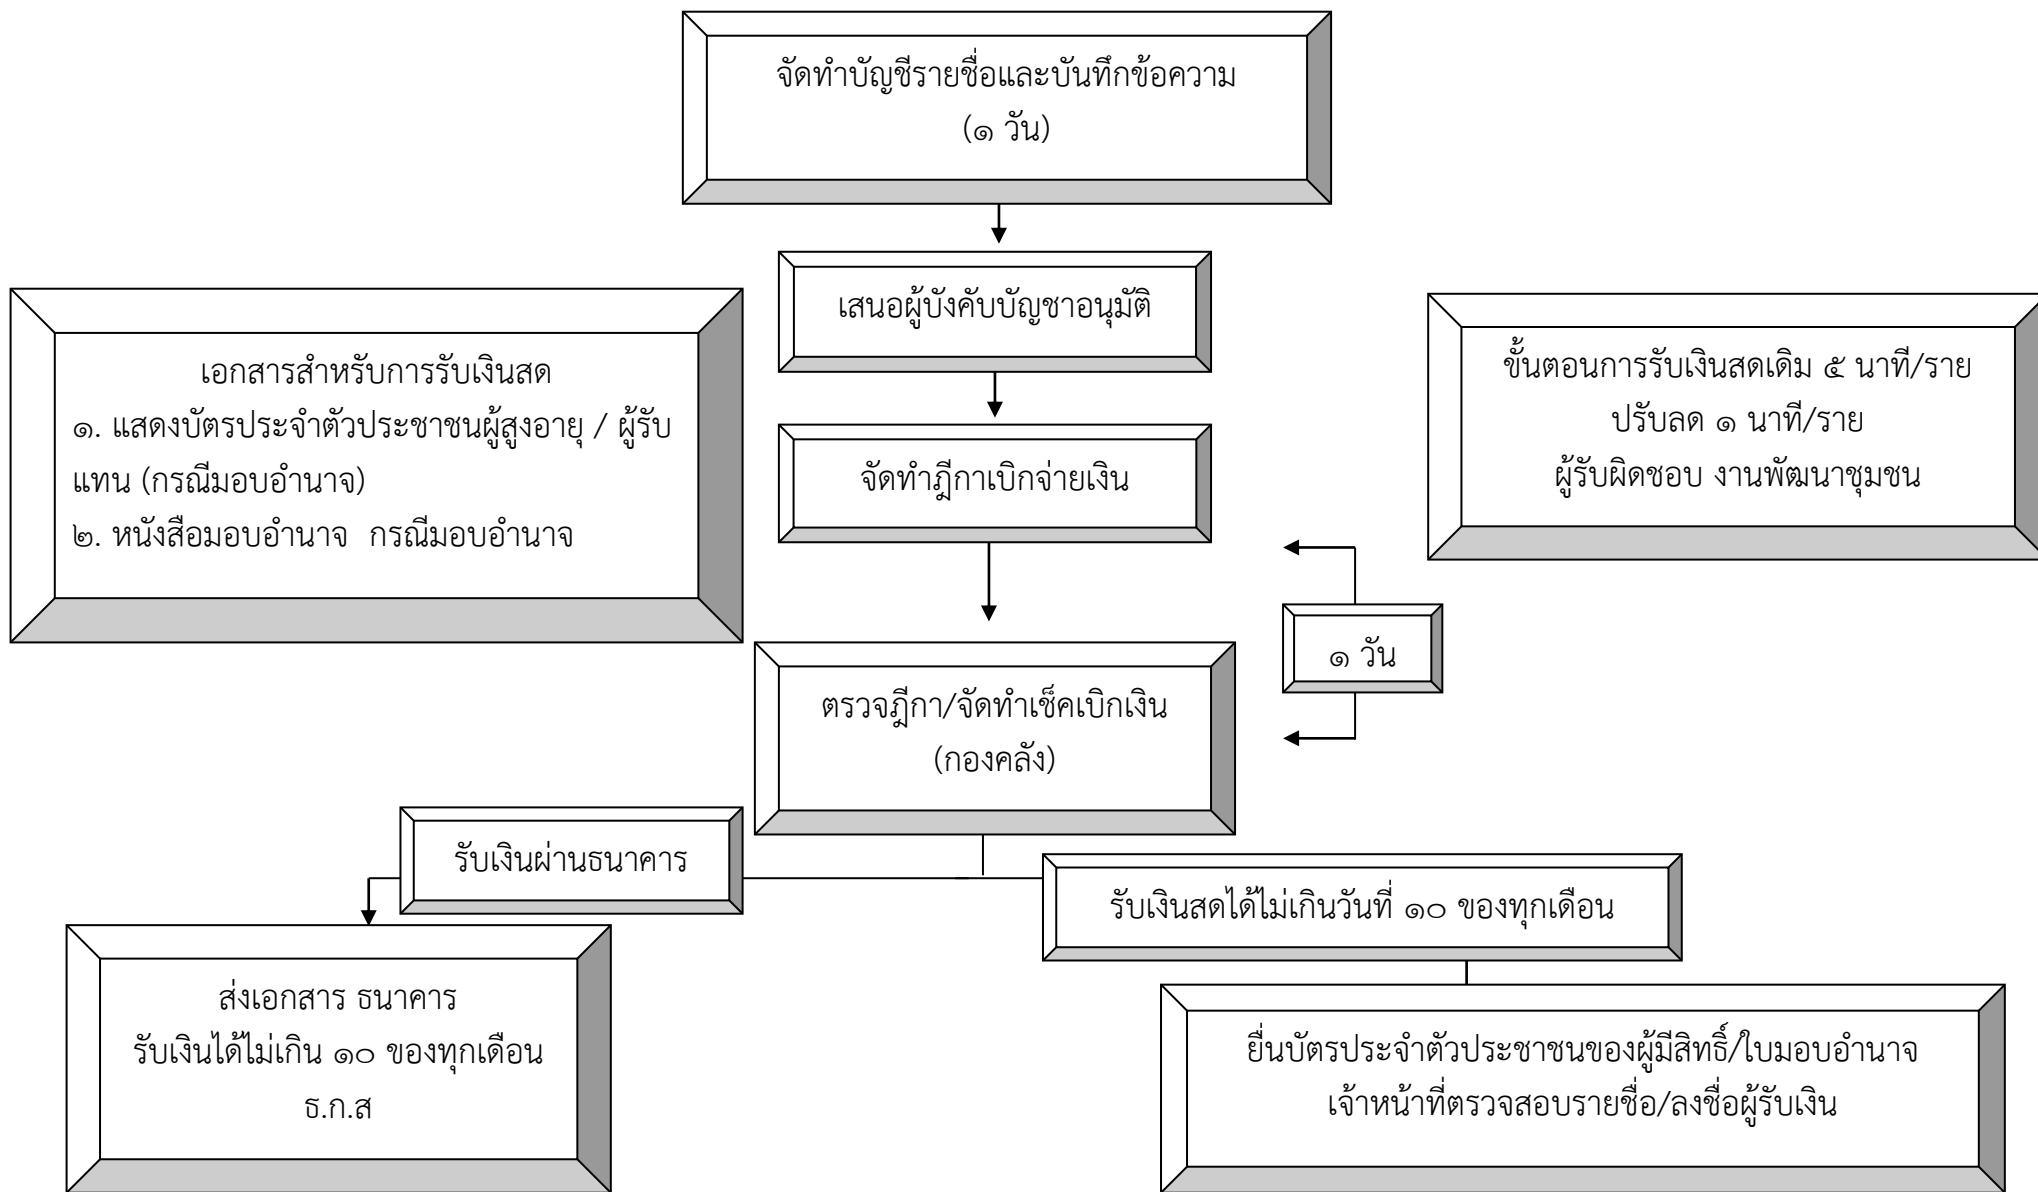 จัดทำบัญชีรายชื่อและบันทึกข้อความ
(๑ วัน)
เสนอผู้บังคับบัญชาอนุมัติ
เอกสารสำหรับการรับเงินสด
๑. แสดงบัตรประจำตัวประชาชนผู้สูงอายุ / ผู้รับ
แทน (กรณีมอบอำนาจ)
๒. หนังสือมอบอำนาจ กรณีมอบอำนาจ
ขั้นตอนการรับเงินสดเดิม ๕ นาที/ราย
ปรับลด ๑ นาที/ราย
ผู้รับผิดชอบ งานพัฒนาชุมชน
จัดทำฎีกาเบิกจ่ายเงิน
๑ วัน
ตรวจฎีกา/จัดทำเช็คเบิกเงิน
(กองคลัง)
รับเงินผ่านธนาคาร
รับเงินสดได้ไม่เกินวันที่ ๑๐ ของทุกเดือน
ส่งเอกสาร ธนาคาร
รับเงินได้ไม่เกิน ๑๐ ของทุกเดือน
ธ.ก.ส
ยื่นบัตรประจำตัวประชาชนของผู้มีสิทธิ์/ใบมอบอำนาจ
เจ้าหน้าที่ตรวจสอบรายชื่อ/ลงชื่อผู้รับเงิน